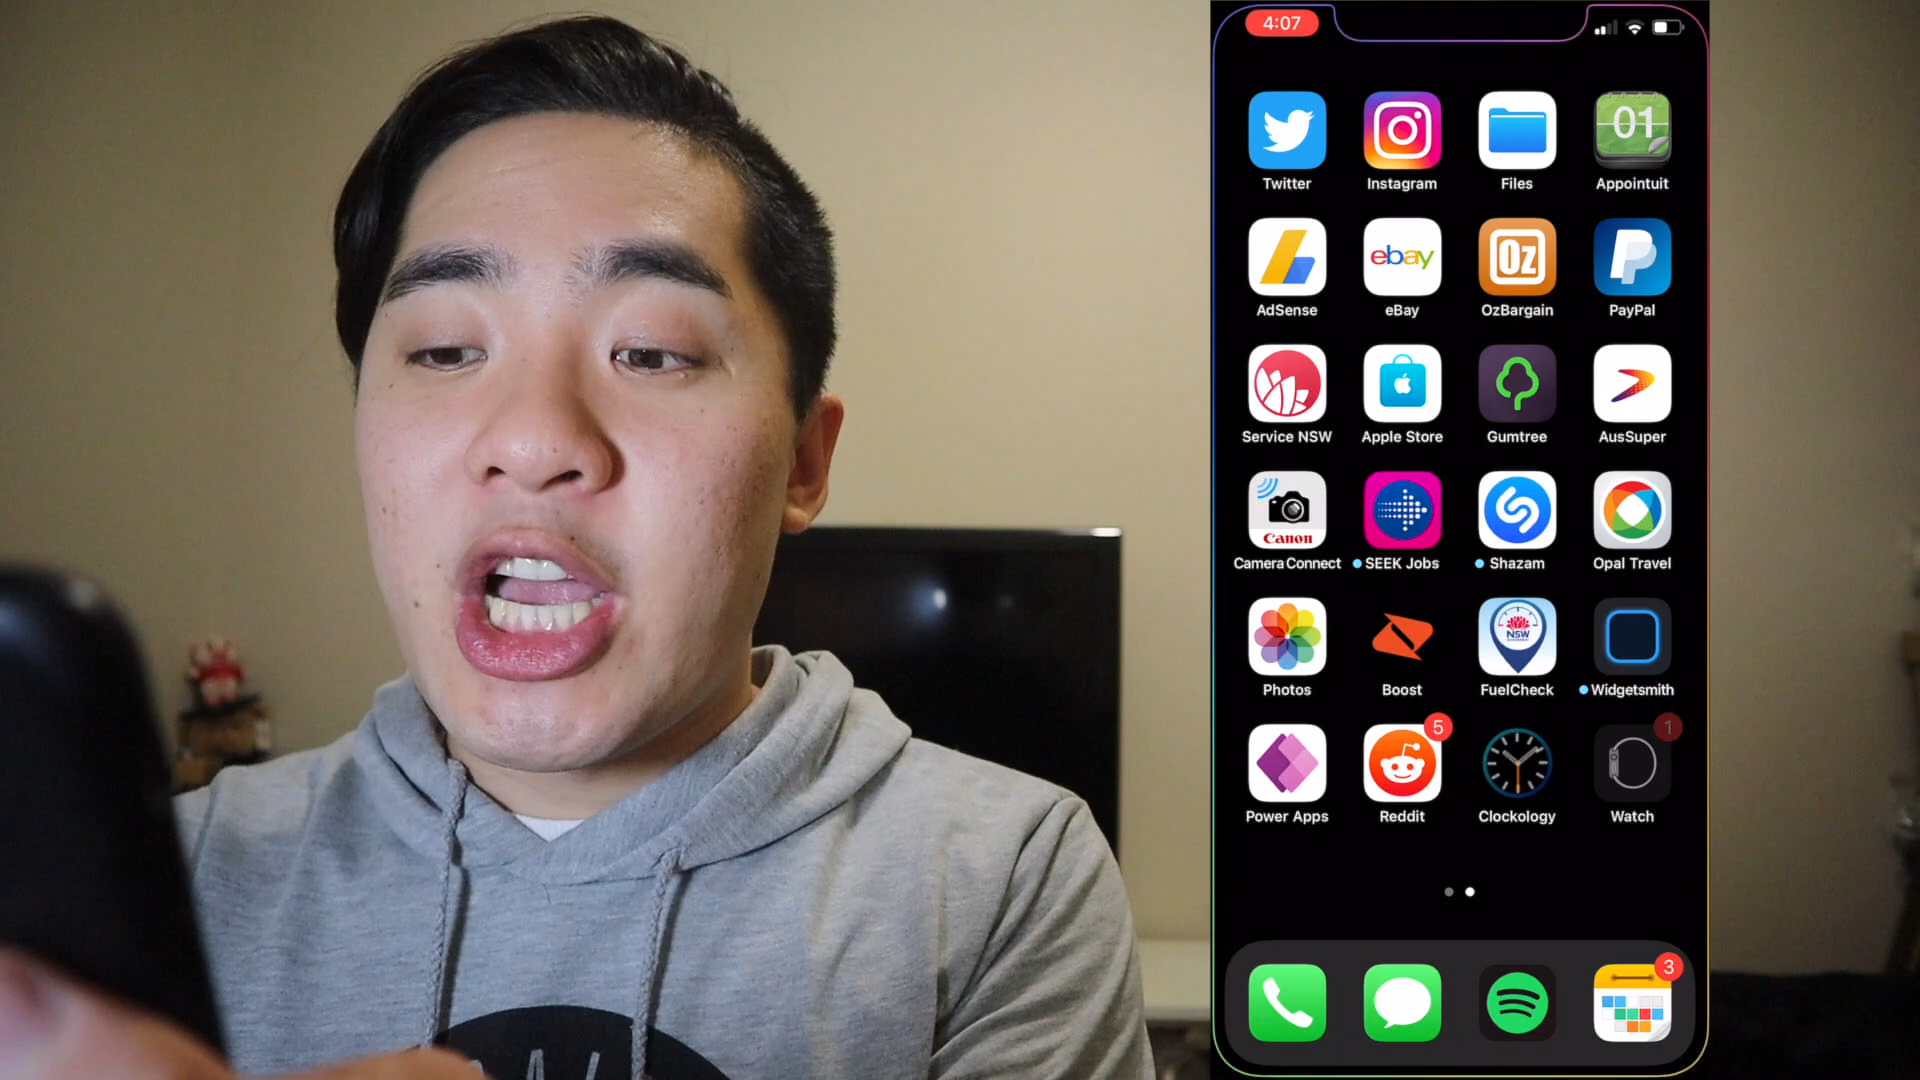 4:07
Twitter Instagram Files Appointuit
01
ebay
Oz
AdSense eBay OzBargain PayPal
Service NSW Apple Store Gumtree AusSuper
Canon
Camera Connect SEEK Jobs Shazam Opal Travel
NSW
Photos Boost FuelCheck Widgetsmith
5
1
Power Apps Reddit Clockology Watch
3